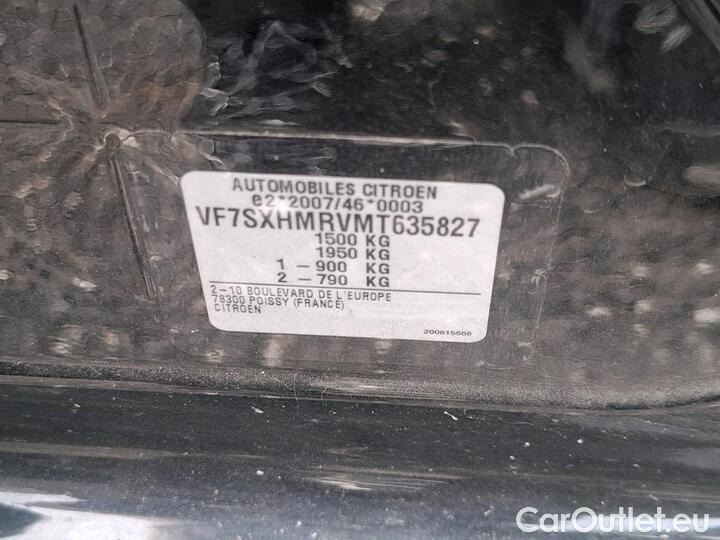 AUTOMOBILES CITROEN
e2*2007/46*0003
VF7SXHMRVMT635827
1500 KG
1950 KG
1 - 900 KG
2 - 790 KG
2-10 BOULEVARD DE L'EUROPE
78300 POISSY (FRANCE)
CITROEN
200615566
CarOutlet.eu